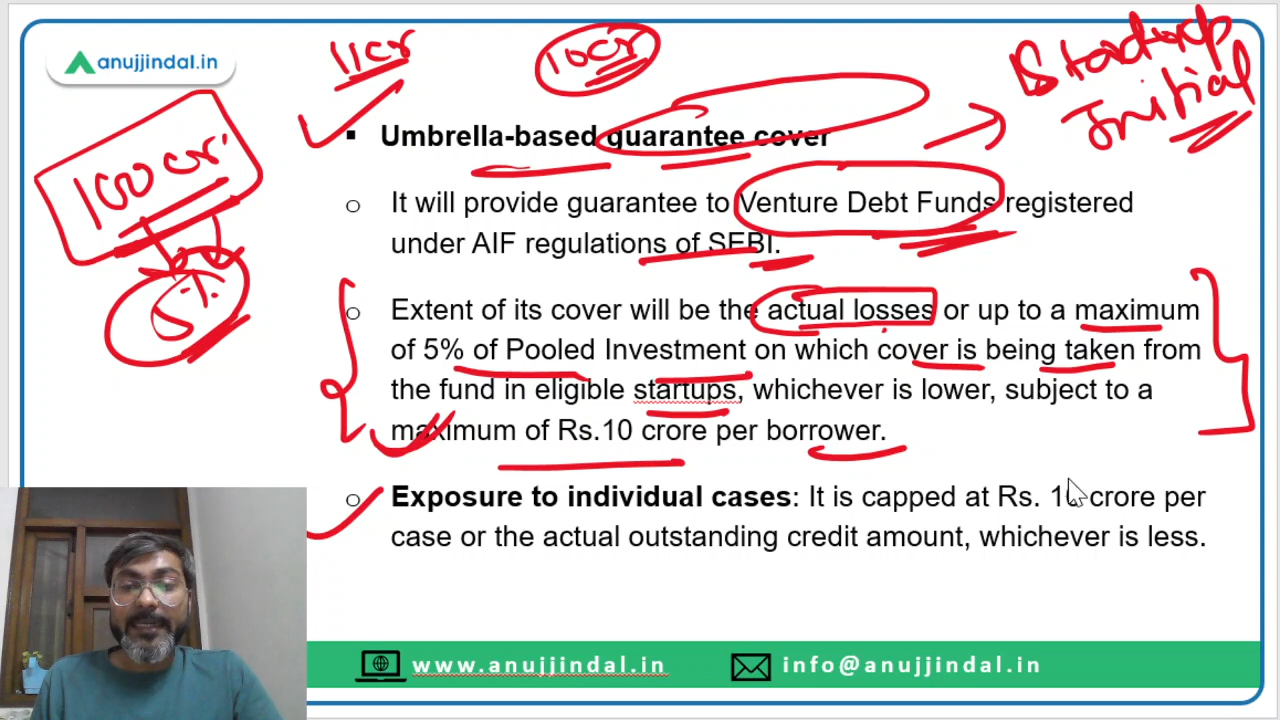 anujjindal.in
11cr
10cr
Startup
Initial
100cr.
5%
▪ Umbrella-based guarantee cover
o It will provide guarantee to Venture Debt Funds registered
under AIF regulations of SEBI.
o Extent of its cover will be the actual losses or up to a maximum
of 5% of Pooled Investment on which cover is being taken from
the fund in eligible startups, whichever is lower, subject to a
maximum of Rs.10 crore per borrower.
o Exposure to individual cases: It is capped at Rs. 10 crore per
case or the actual outstanding credit amount, whichever is less.
www.anujjindal.in
info@anujjindal.in